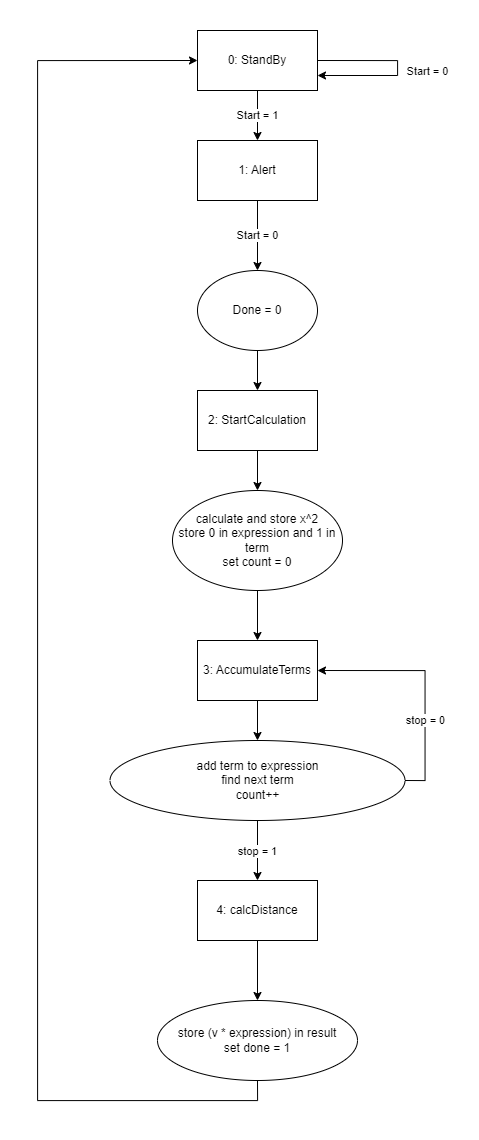 0: StandBy
Start = 0
Start = 1
1: Alert
Start = 0
Done = 0
2: StartCalculation
calculate and store x^2
store 0 in expression and 1 in
term
set count = 0
3: AccumulateTerms
stop = 0
add term to expression
find next term
count++
stop = 1
4: calcDistance
store (v * expression) in result
set done = 1